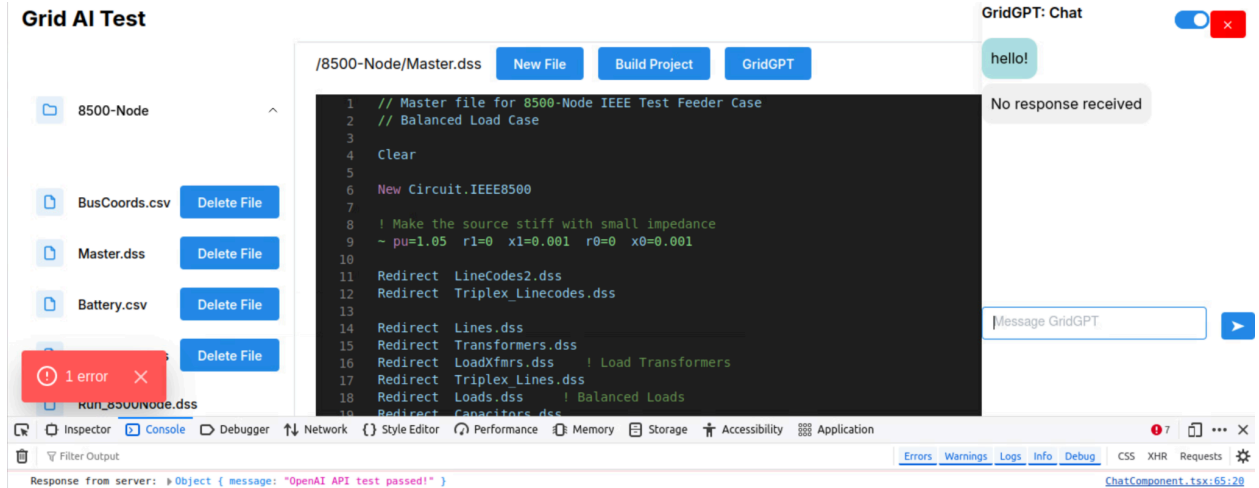 Grid AI Test
8500-Node
BusCoords.csv
Delete File
Master.dss
Delete File
Battery.csv
Delete File
Delete File
1 error
Run_8500Node.dss
/8500-Node/Master.dss
New File
Build Project
GridGPT
1 // Master file for 8500-Node IEEE Test Feeder Case
2 // Balanced Load Case
3
4 Clear
5
6 New Circuit.IEEE8500
7
8 ! Make the source stiff with small impedance
9 ~ pu=1.05 r1=0 x1=0.001 r0=0 x0=0.001
10
11 Redirect LineCodes2.dss
12 Redirect Triplex_Linecodes.dss
13
14 Redirect Lines.dss
15 Redirect Transformers.dss
16 Redirect LoadXfmrs.dss ! Load Transformers
17 Redirect Triplex_Lines.dss
18 Redirect Loads.dss ! Balanced Loads
19 Redirect Capacitors.dss
GridGPT: Chat
hello!
No response received
Message GridGPT
Inspector Console Debugger Network Style Editor Performance Memory Storage Accessibility Application 7
Filter Output Errors Warnings Logs Info Debug CSS XHR Requests
Response from server: Object { message: "OpenAI API test passed!" } ChatComponent.tsx:65:20